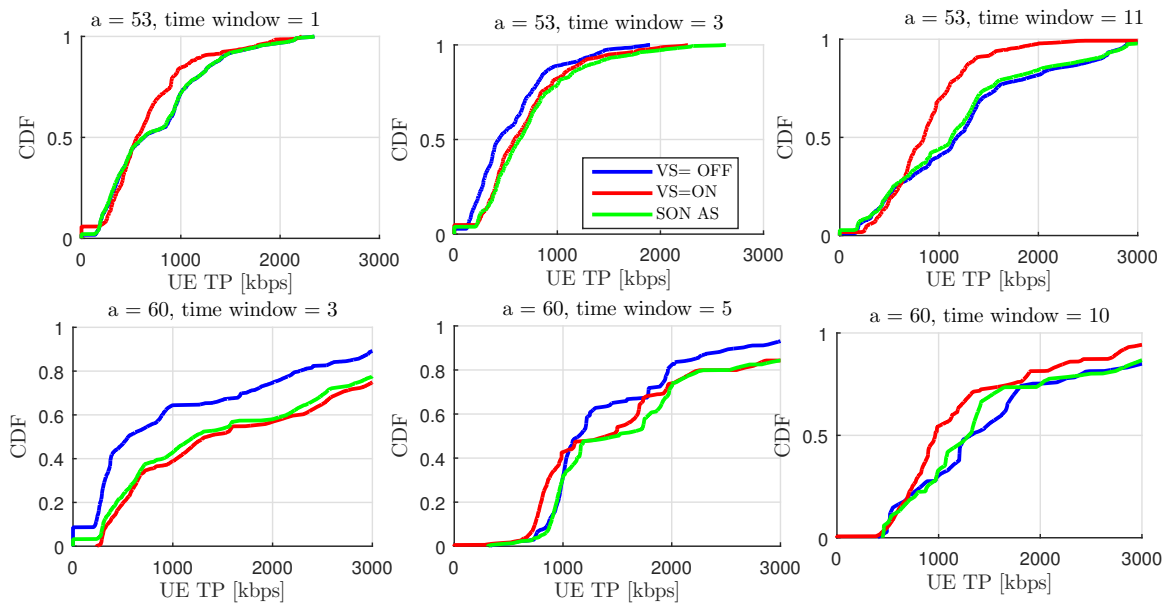 a = 53, time window = 1
1
0.5
0
CDF
0
1000
2000
3000
UE TP [kbps]
a = 53, time window = 3
1
0.5
0
CDF
VS= OFF
VS=ON
SON AS
0
1000
2000
3000
UE TP [kbps]
a = 53, time window = 11
1
0.5
0
CDF
0
1000
2000
3000
UE TP [kbps]
a = 60, time window = 3
1
0.8
0.6
0.4
0.2
0
CDF
0
1000
2000
3000
UE TP [kbps]
a = 60, time window = 5
1
0.8
0.6
0.4
0.2
0
CDF
0
1000
2000
3000
UE TP [kbps]
a = 60, time window = 10
1
0.5
0
CDF
0
1000
2000
3000
UE TP [kbps]